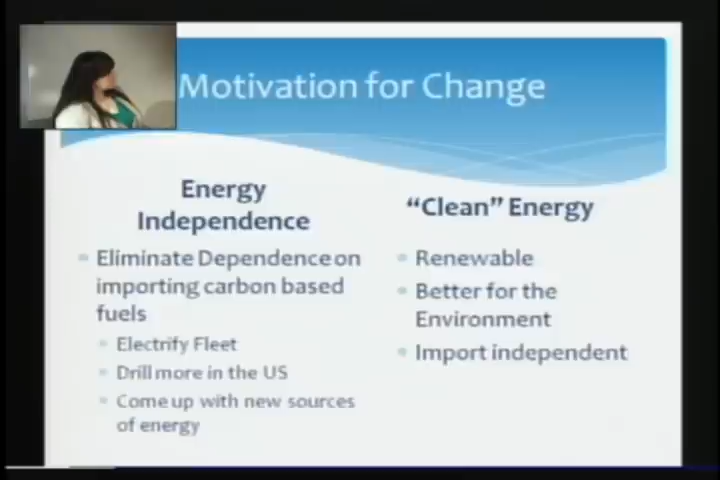 Motivation for Change
Energy
Independence
Eliminate Dependence on
importing carbon based
fuels
Electrify Fleet
Drill more in the US
Come up with new sources
of energy
“Clean” Energy
Renewable
Better for the
Environment
Import independent